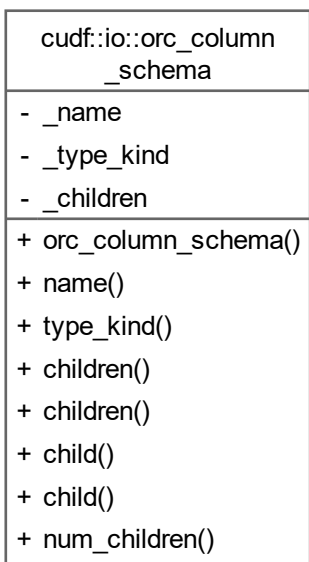 cudf::io::orc_column
_schema
- _name
- _type_kind
- _children
+ orc_column_schema()
+ name()
+ type_kind()
+ children()
+ children()
+ child()
+ child()
+ num_children()